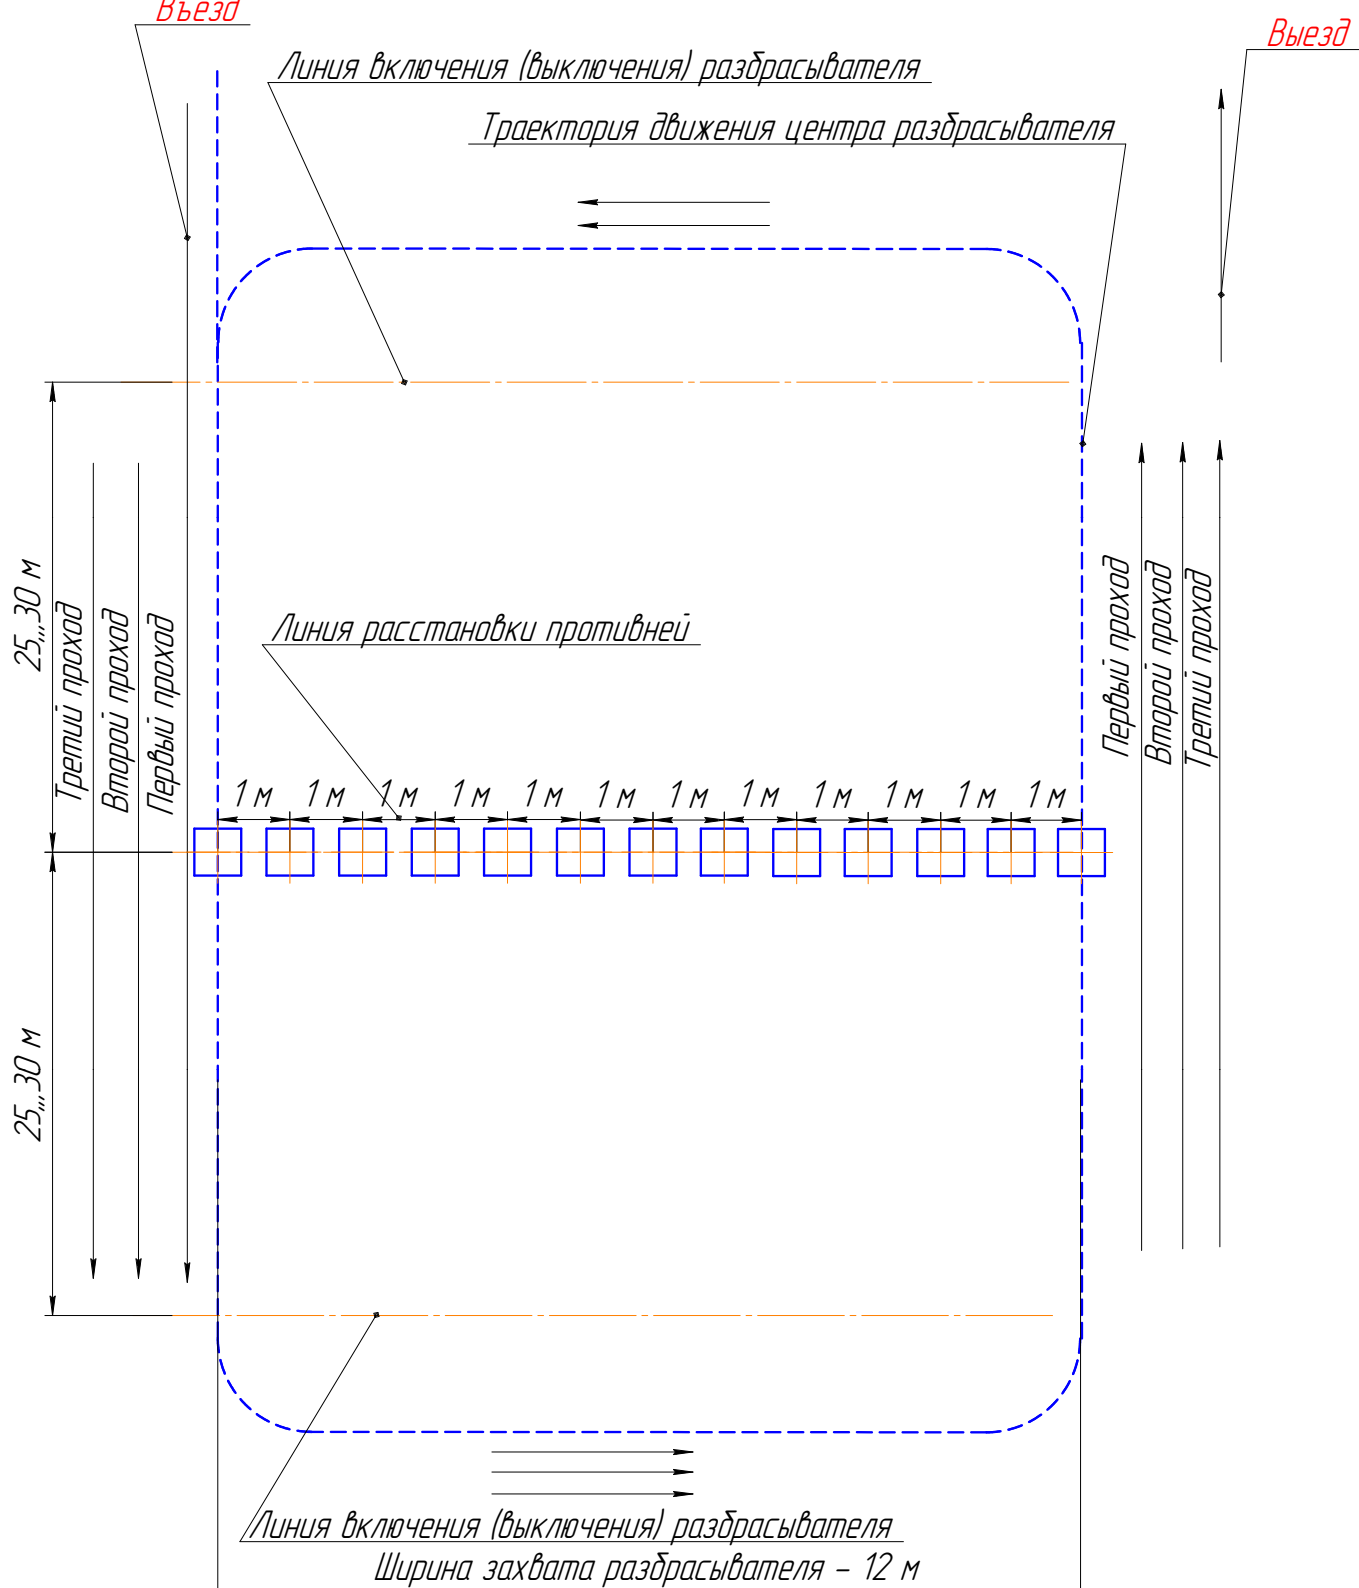 Въезд
Выезд
Линия включения (выключения) разбрасывателя
Траектория движения центра разбрасывателя
25,,,30 м
Третий проход
Второй проход
Первый проход
Линия расстановки противней
Первый проход
Второй проход
Третий проход
1 м 1 м 1 м 1 м 1 м 1 м 1 м 1 м 1 м 1 м 1 м 1 м
25,,,30 м
Линия включения (выключения) разбрасывателя
Ширина захвата разбрасывателя - 12 м